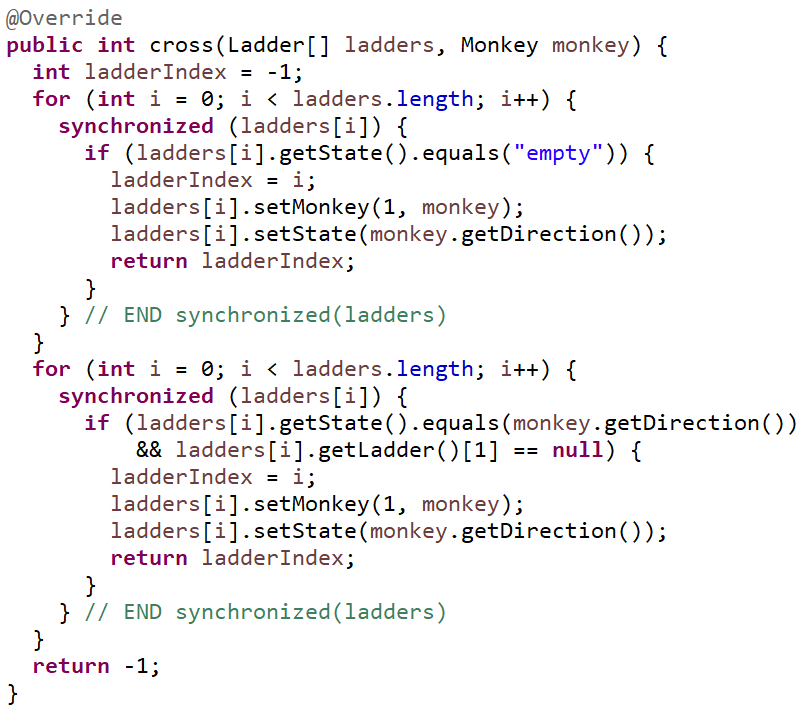 @Override
public int cross(Ladder[] ladders, Monkey monkey) {
  int ladderIndex = -1;
  for (int i = 0; i < ladders.length; i++) {
    synchronized (ladders[i]) {
      if (ladders[i].getState().equals("empty")) {
        ladderIndex = i;
        ladders[i].setMonkey(1, monkey);
        ladders[i].setState(monkey.getDirection());
        return ladderIndex;
      }
    } // END synchronized(ladders)
  }
  for (int i = 0; i < ladders.length; i++) {
    synchronized (ladders[i]) {
      if (ladders[i].getState().equals(monkey.getDirection())
          && ladders[i].getLadder()[1] == null) {
        ladderIndex = i;
        ladders[i].setMonkey(1, monkey);
        ladders[i].setState(monkey.getDirection());
        return ladderIndex;
      }
    } // END synchronized(ladders)
  }
  return -1;
}